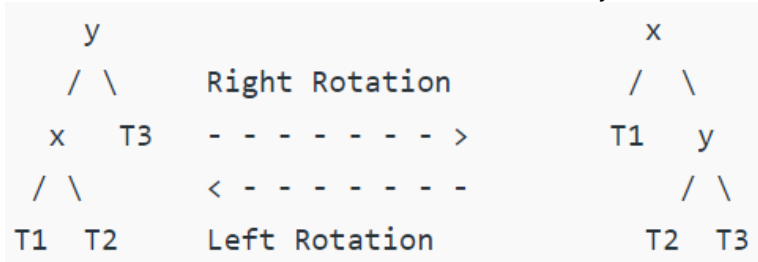 y x
/ \ Right Rotation / \
x T3 - - - - - - - > T1 y
/ \ < - - - - - - - / \
T1 T2 Left Rotation T2 T3